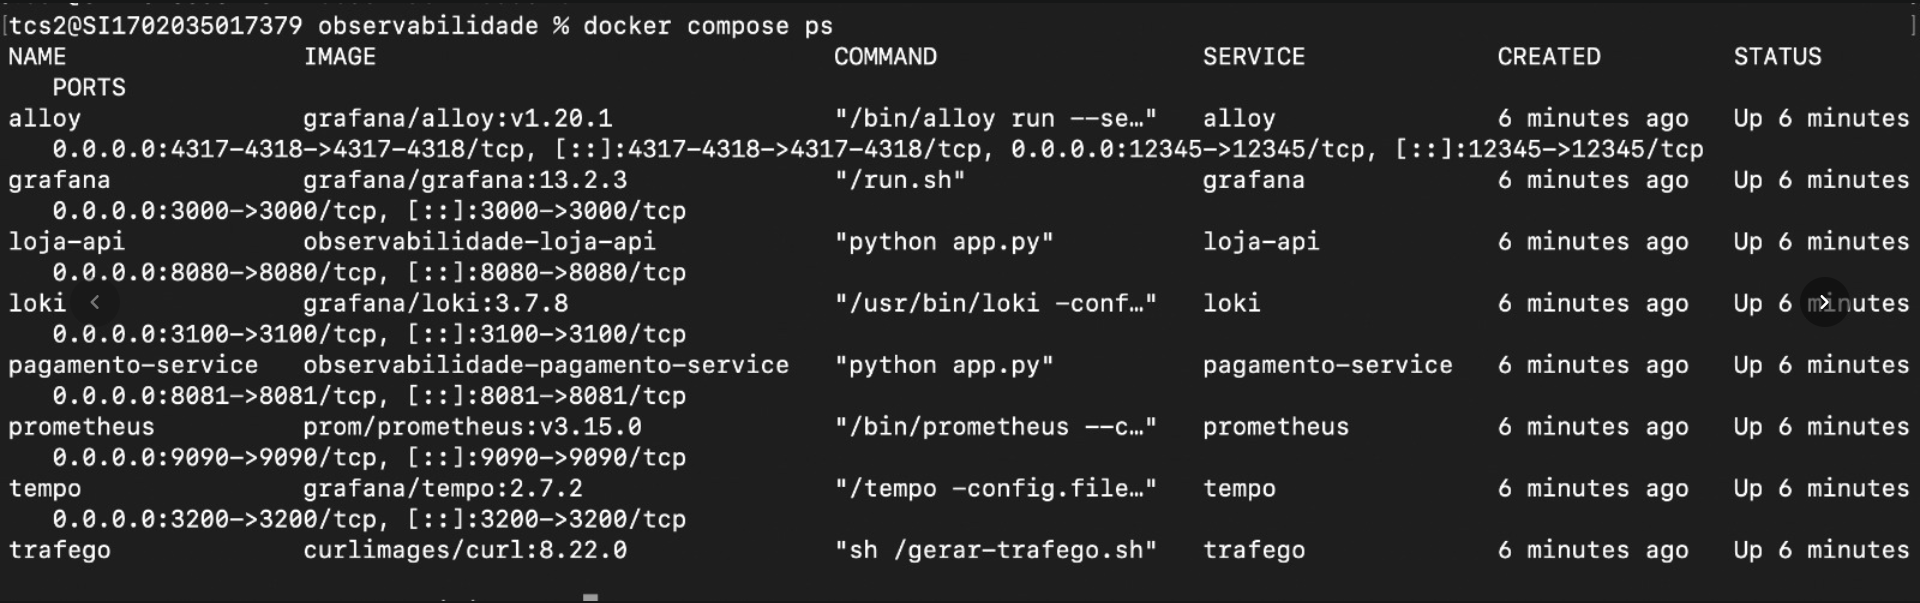 [tcs2@SI1702035017379 observabilidade % docker compose ps ]
NAME IMAGE COMMAND SERVICE CREATED STATUS
PORTS
alloy grafana/alloy:v1.20.1 "/bin/alloy run --se…" alloy 6 minutes ago Up 6 minutes
0.0.0.0:4317-4318->4317-4318/tcp, [::]:4317-4318->4317-4318/tcp, 0.0.0.0:12345->12345/tcp, [::]:12345->12345/tcp
grafana grafana/grafana:13.2.3 "/run.sh" grafana 6 minutes ago Up 6 minutes
0.0.0.0:3000->3000/tcp, [::]:3000->3000/tcp
loja-api observabilidade-loja-api "python app.py" loja-api 6 minutes ago Up 6 minutes
0.0.0.0:8080->8080/tcp, [::]:8080->8080/tcp
loki grafana/loki:3.7.8 "/usr/bin/loki -conf…" loki 6 minutes ago Up 6 minutes
0.0.0.0:3100->3100/tcp, [::]:3100->3100/tcp
pagamento-service observabilidade-pagamento-service "python app.py" pagamento-service 6 minutes ago Up 6 minutes
0.0.0.0:8081->8081/tcp, [::]:8081->8081/tcp
prometheus prom/prometheus:v3.15.0 "/bin/prometheus --c…" prometheus 6 minutes ago Up 6 minutes
0.0.0.0:9090->9090/tcp, [::]:9090->9090/tcp
tempo grafana/tempo:2.7.2 "/tempo -config.file…" tempo 6 minutes ago Up 6 minutes
0.0.0.0:3200->3200/tcp, [::]:3200->3200/tcp
trafego curlimages/curl:8.22.0 "sh /gerar-trafego.sh" trafego 6 minutes ago Up 6 minutes